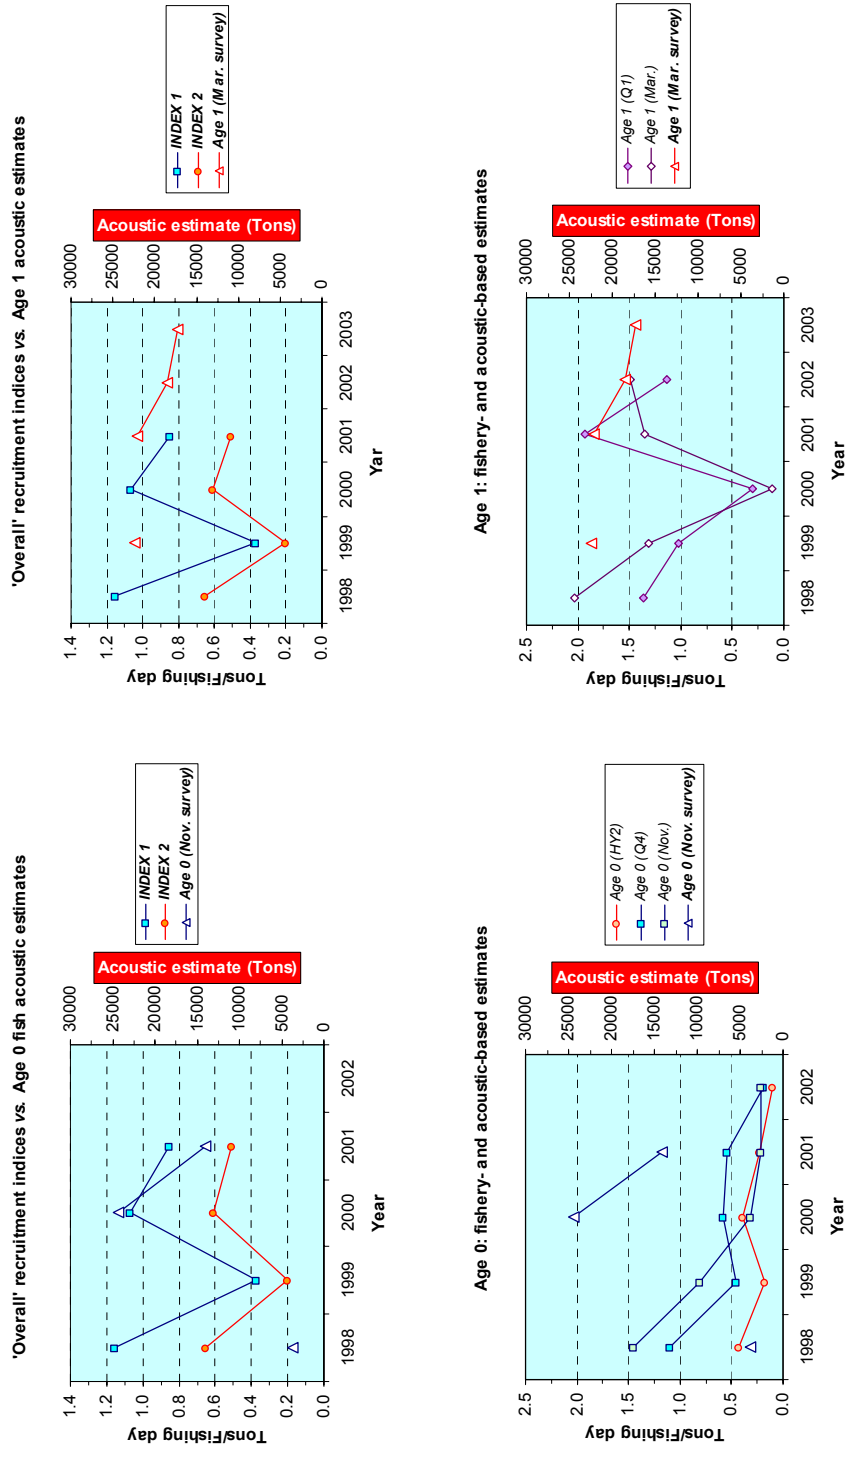 'Overall' recruitment indices vs. Age 0 fish acoustic estimates
Tons/Fishing day
1.4
1.2
1.0
0.8
0.6
0.4
0.2
0.0
1998
1999
2000
2001
2002
Year
30000
25000
20000
15000
10000
5000
0
Acoustic estimate (Tons)
INDEX 1
INDEX 2
Age 0 (Nov. survey)
'Overall' recruitment indices vs. Age 1 acoustic estimates
Tons/Fishing day
1.4
1.2
1.0
0.8
0.6
0.4
0.2
0.0
1998
1999
2000
2001
2002
2003
Yar
30000
25000
20000
15000
10000
5000
0
Acoustic estimate (Tons)
INDEX 1
INDEX 2
Age 1 (Mar. survey)
Age 0: fishery- and acoustic-based estimates
Tons/Fishing day
2.5
2.0
1.5
1.0
0.5
0.0
1998
1999
2000
2001
2002
Year
30000
25000
20000
15000
10000
5000
0
Acoustic estimate (Tons)
Age 0 (HY2)
Age 0 (Q4)
Age 0 (Nov.)
Age 0 (Nov. survey)
Age 1: fishery- and acoustic-based estimates
Tons/Fishing day
2.5
2.0
1.5
1.0
0.5
0.0
1998
1999
2000
2001
2002
2003
Year
30000
25000
20000
15000
10000
5000
0
Acoustic estimate (Tons)
Age 1 (Q1)
Age 1 (Mar.)
Age 1 (Mar. survey)